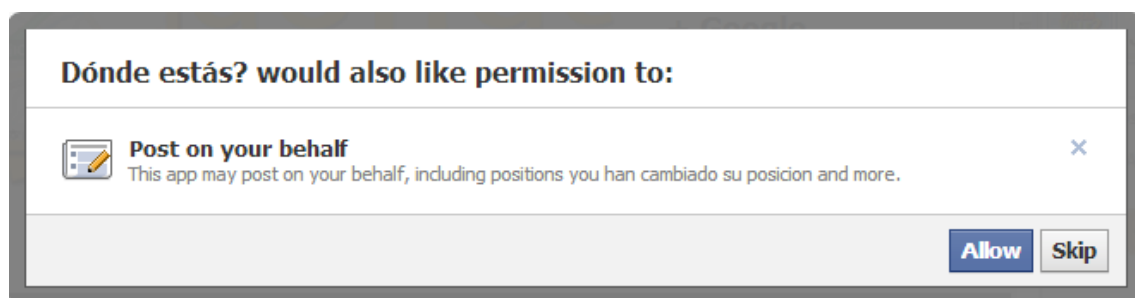 Dónde estás? would also like permission to:
Post on your behalf
This app may post on your behalf, including positions you han cambiado su posicion and more.
Allow Skip